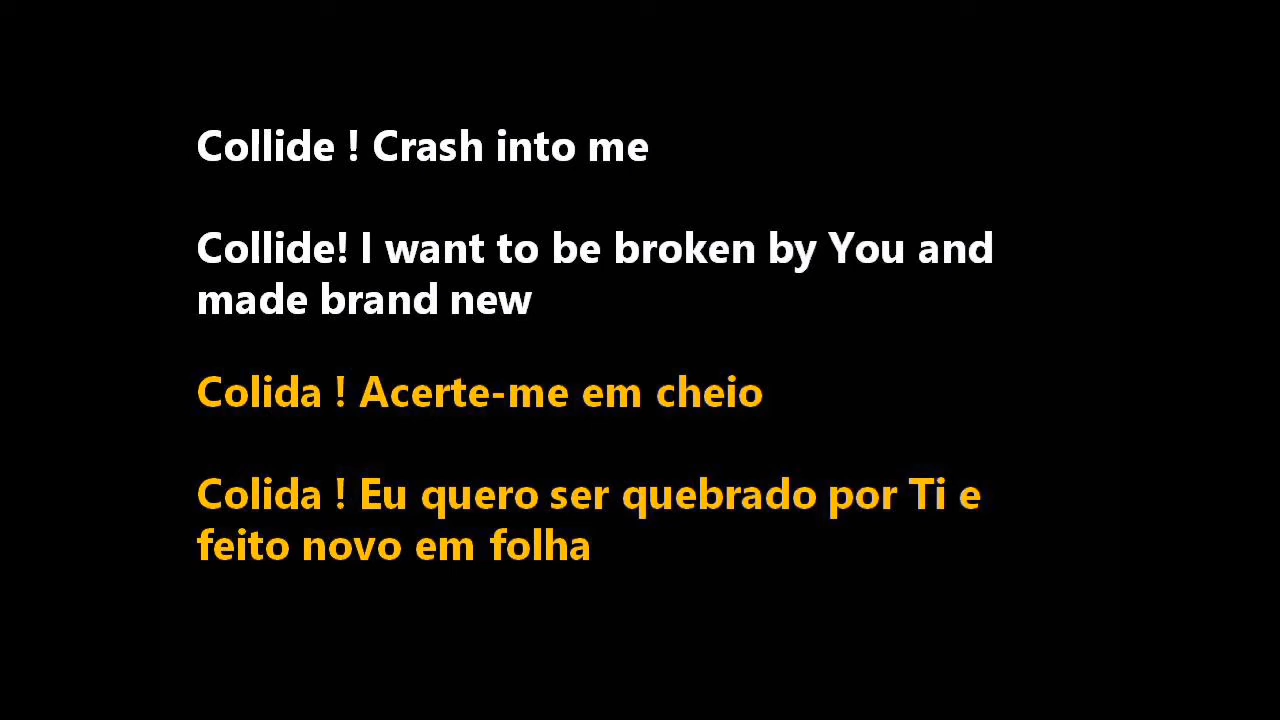 Collide ! Crash into me
Collide! I want to be broken by You and
made brand new
Colida ! Acerte-me em cheio
Colida ! Eu quero ser quebrado por Ti e
feito novo em folha